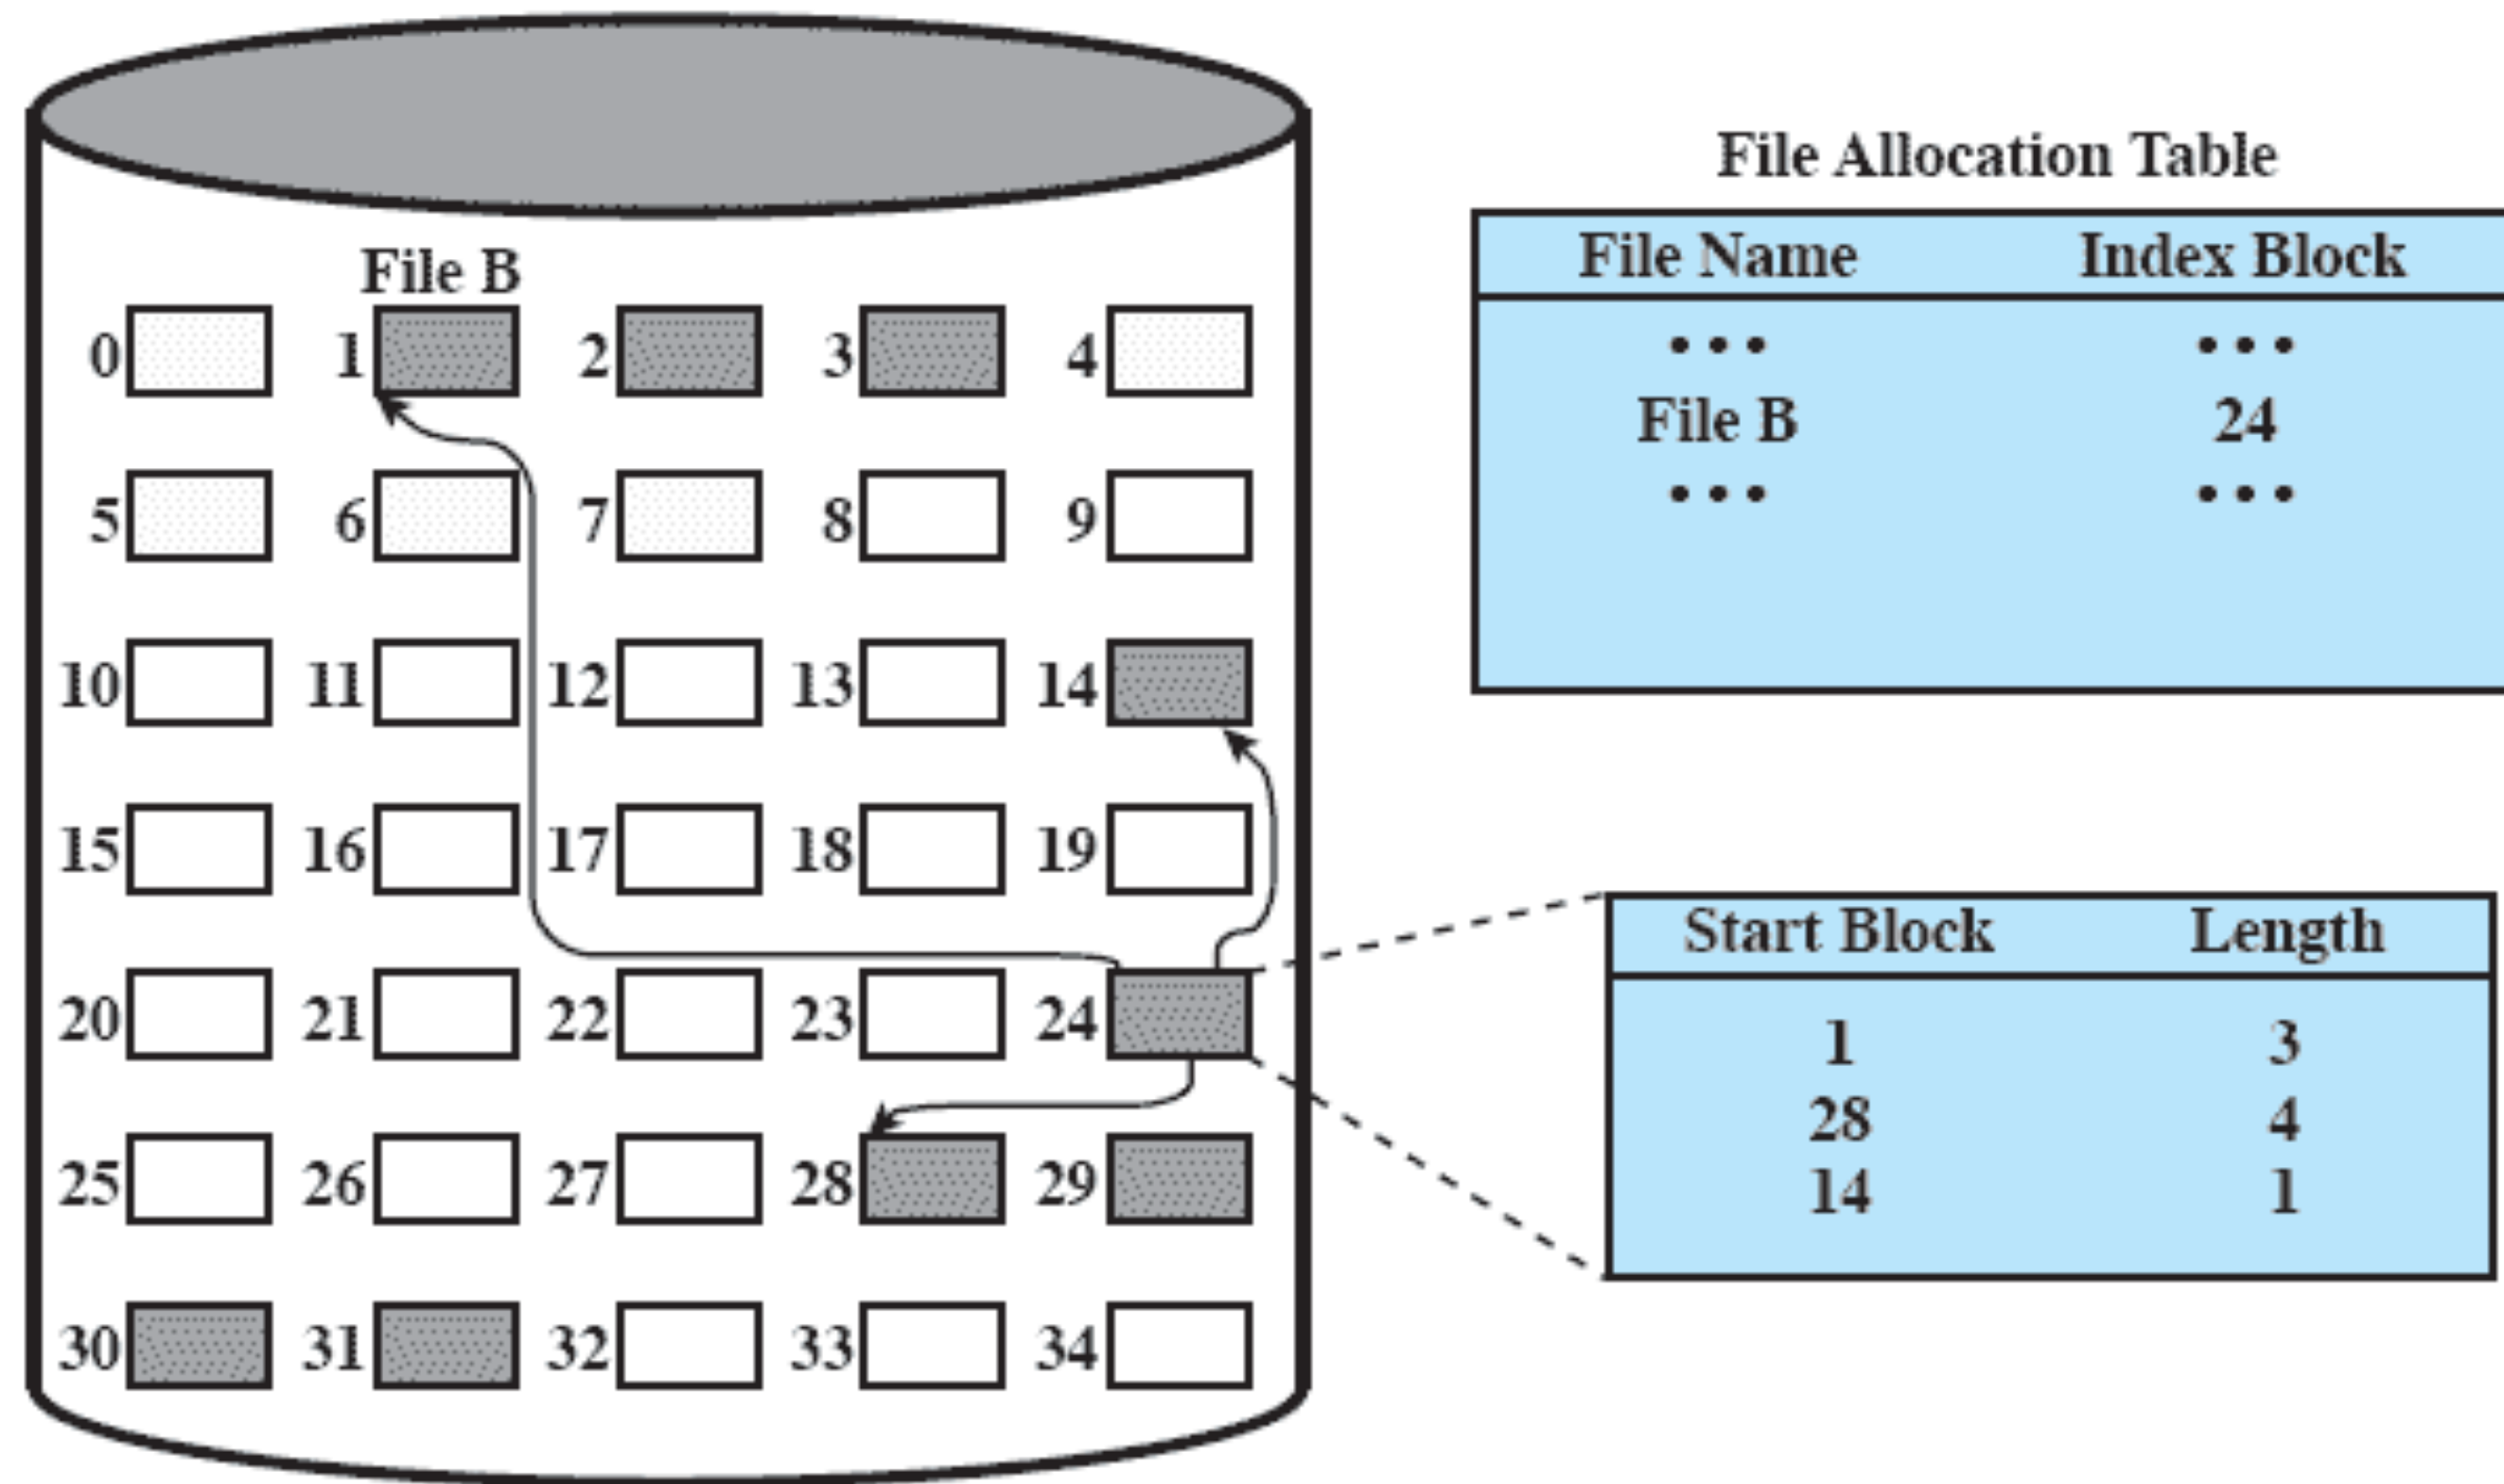 File B
0 1 2 3 4
5 6 7 8 9
10 11 12 13 14
15 16 17 18 19
20 21 22 23 24
25 26 27 28 29
30 31 32 33 34
File Allocation Table
File Name Index Block
• • • • • •
File B 24
• • • • • •
Start Block Length
1 3
28 4
14 1